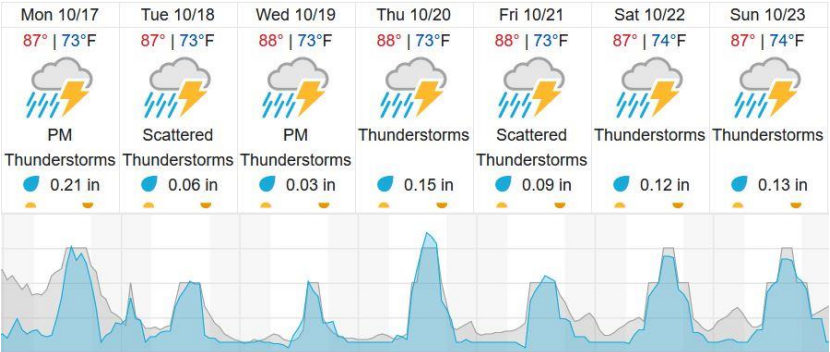 Mon 10/17 Tue 10/18 Wed 10/19 Thu 10/20 Fri 10/21 Sat 10/22 Sun 10/23
87° | 73°F 87° | 73°F 88° | 73°F 88° | 73°F 88° | 73°F 87° | 74°F 87° | 74°F
PM Scattered PM Thunderstorms Scattered Thunderstorms Thunderstorms
Thunderstorms Thunderstorms Thunderstorms Thunderstorms
0.21 in 0.06 in 0.03 in 0.15 in 0.09 in 0.12 in 0.13 in